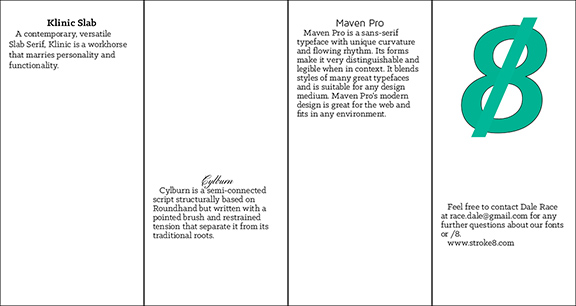 Klinic Slab
A contemporary, versatile
Slab Serif, Klinic is a workhorse
that marries personality and
functionality.
Cylburn
Cylburn is a semi-connected
script structurally based on
Roundhand but written with a
pointed brush and restrained
tension that separate it from its
traditional roots.
Maven Pro
Maven Pro is a sans-serif
typeface with unique curvature
and flowing rhythm. Its forms
make it very distinguishable and
legible when in context. It blends
styles of many great typefaces
and is suitable for any design
medium. Maven Pro's modern
design is great for the web and
fits in any environment.
8
Feel free to contact Dale Race
at race.dale@gmail.com for any
further questions about our fonts
or /8.
www.stroke8.com